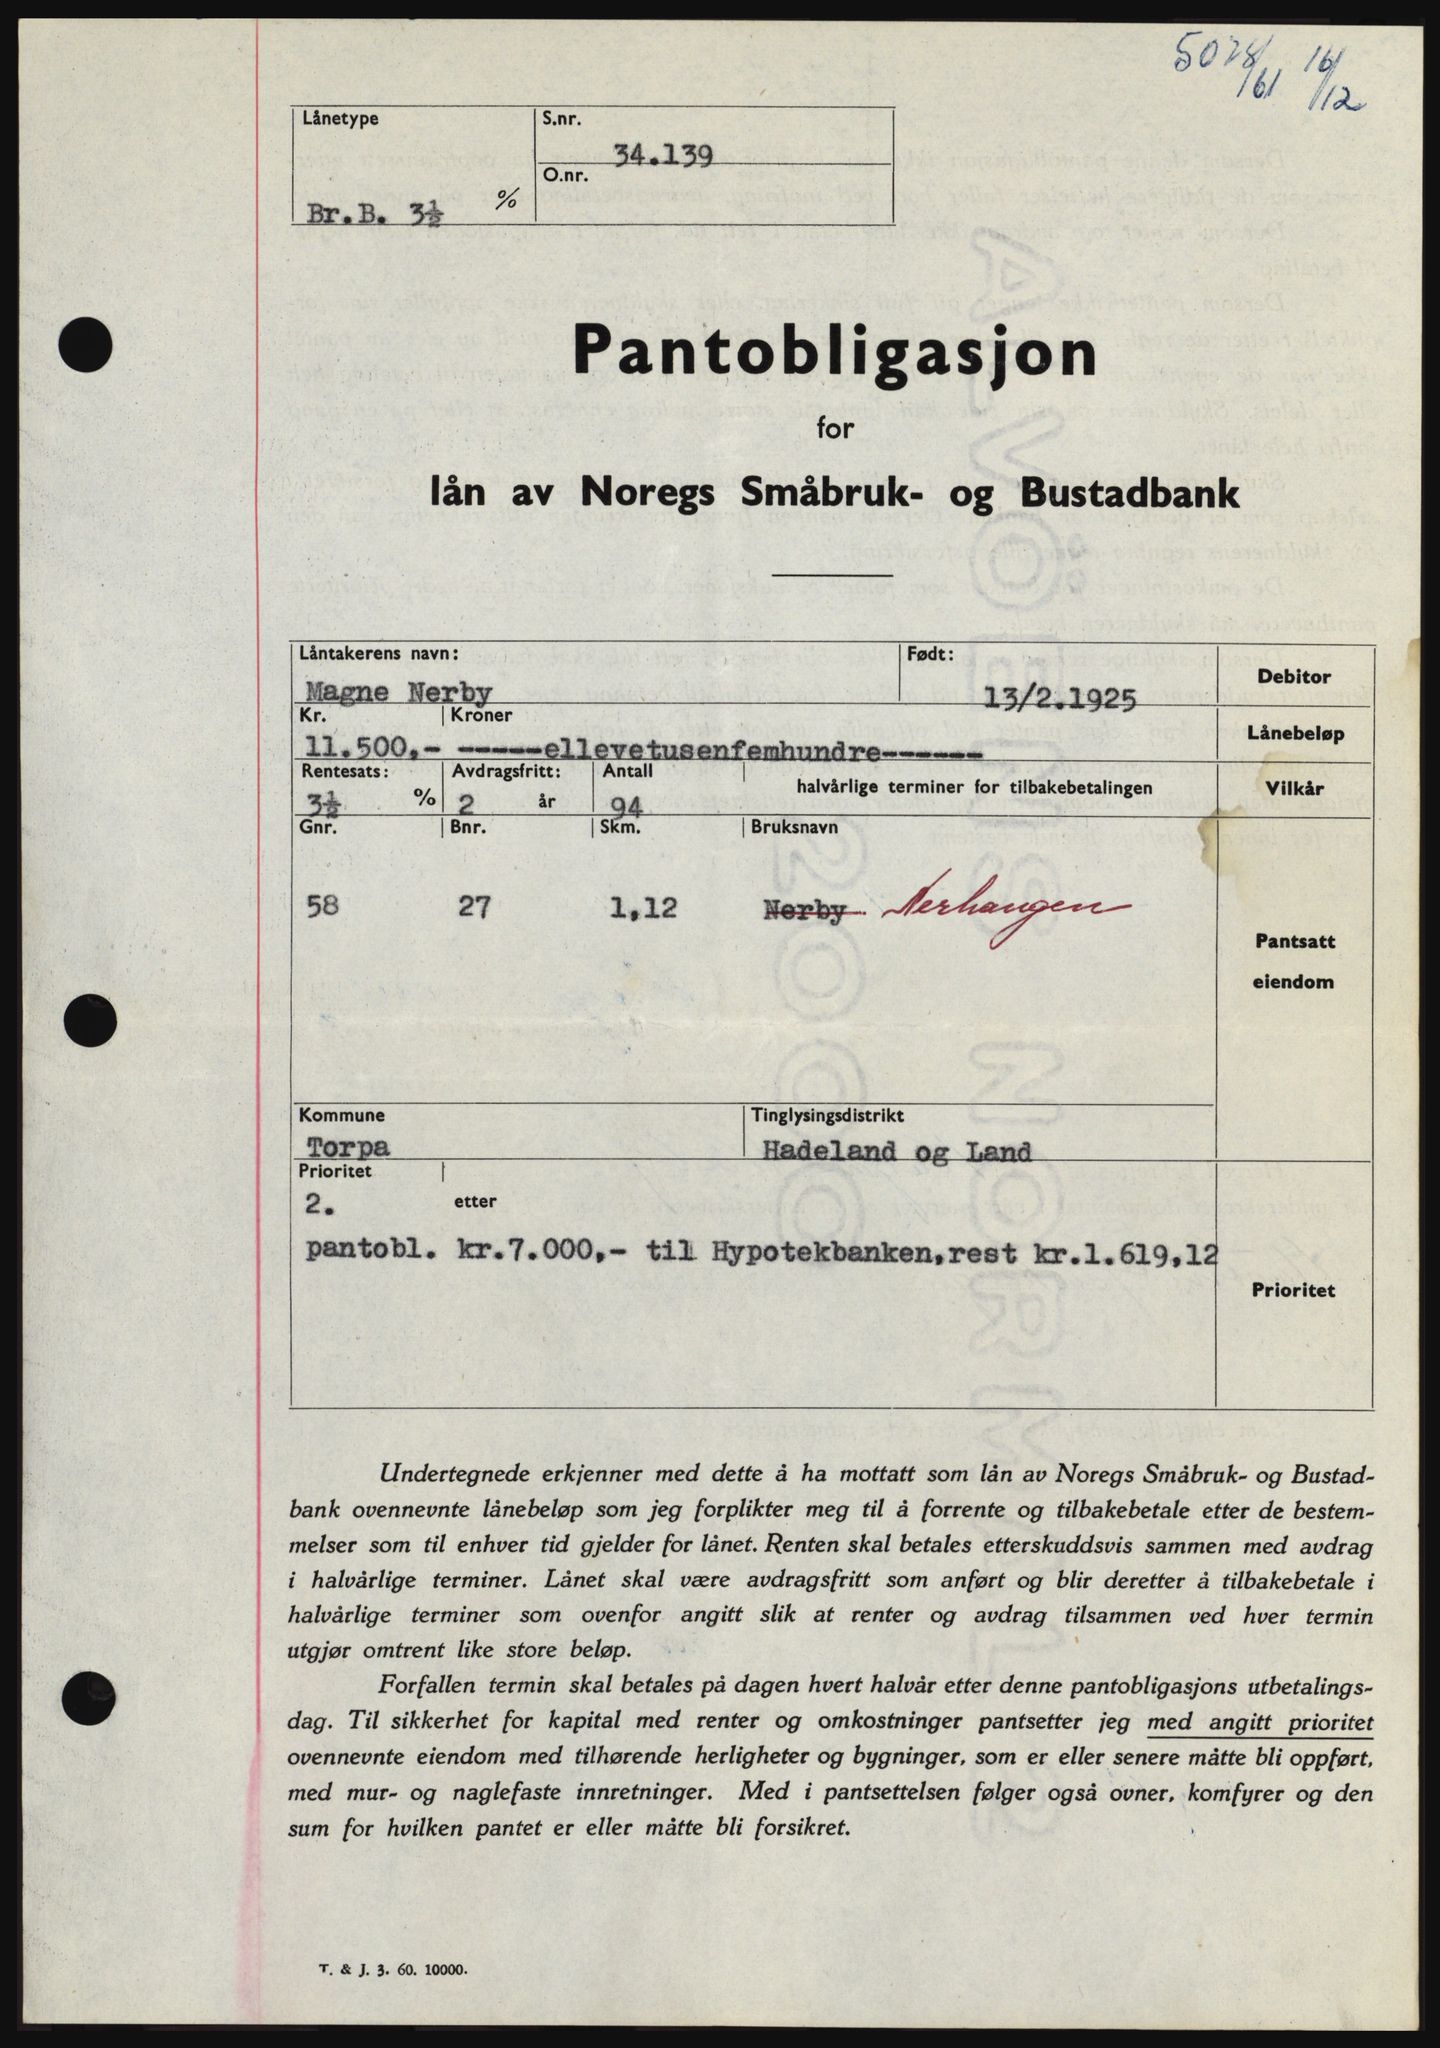 5028/61 16/12
Lånetype
S.nr.
34.139
O.nr.
Br.B. 3½ %
Pantobligasjon
for
lån av Noregs Småbruk- og Bustadbank
Låntakerens navn:
Født:
Debitor
Magne Nerby
13/2.1925
Kr.
Kroner
Lånebeløp
11.500,- -----ellevetusenfemhundre------
Rentesats:
Avdragsfritt:
Antall
halvårlige terminer for tilbakebetalingen
Vilkår
3½ % 2 år 94
Gnr. Bnr. Skm. Bruksnavn
58 27 1,12 Nerby Nerhaugen
Pantsatt
eiendom
Kommune
Tinglysingsdistrikt
Torpa
Hadeland og Land
Prioritet
2. etter
pantobl. kr.7.000,- til Hypotekbanken,rest kr.1.619,12
Prioritet
Undertegnede erkjenner med dette å ha mottatt som lån av Noregs Småbruk- og Bustad-
bank ovennevnte lånebeløp som jeg forplikter meg til å forrente og tilbakebetale etter de bestem-
melser som til enhver tid gjelder for lånet. Renten skal betales etterskuddsvis sammen med avdrag
i halvårlige terminer. Lånet skal være avdragsfritt som anført og blir deretter å tilbakebetale i
halvårlige terminer som ovenfor angitt slik at renter og avdrag tilsammen ved hver termin
utgjør omtrent like store beløp.
Forfallen termin skal betales på dagen hvert halvår etter denne pantobligasjons utbetalings-
dag. Til sikkerhet for kapital med renter og omkostninger pantsetter jeg med angitt prioritet
ovennevnte eiendom med tilhørende herligheter og bygninger, som er eller senere måtte bli oppført,
med mur- og naglefaste innretninger. Med i pantsettelsen følger også ovner, komfyrer og den
sum for hvilken pantet er eller måtte bli forsikret.
T. & J. 3. 60. 10000.